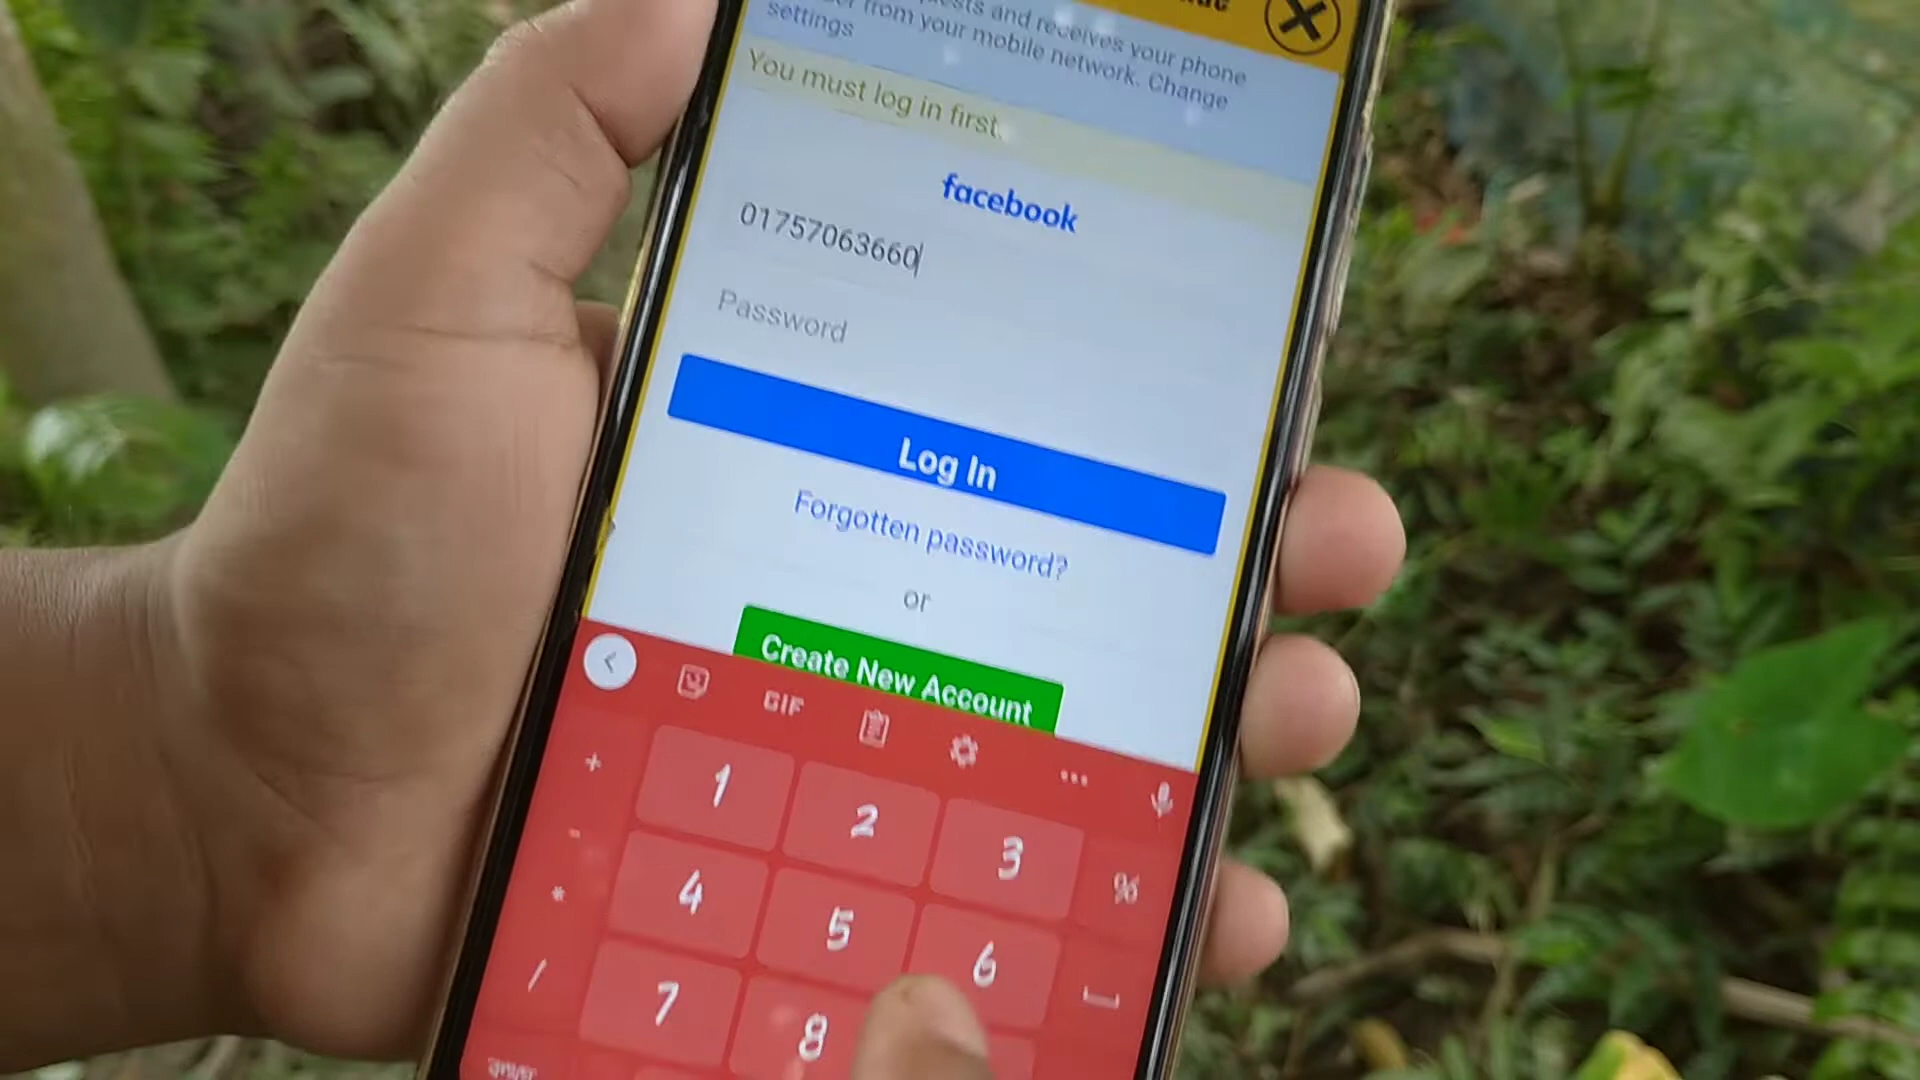 and receives your phone
from your mobile network. Change
settings
You must log in first.
facebook
01757063660
Password
Log In
Forgotten password?
or
Create New Account
GIF
+ 1 2 3
- 4 5 6 %
*
/ 7 8